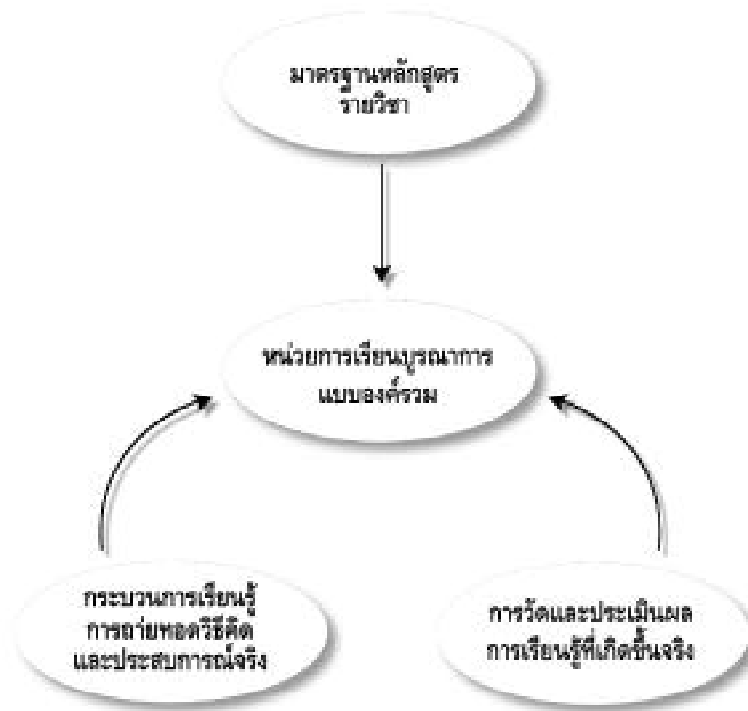 มาตรฐานหลักสูตร
รายวิชา
หน่วยการเรียนบูรณาการ
แบบองค์รวม
กระบวนการเรียนรู้
การถ่ายทอดวิธีคิด
และประสบการณ์จริง
การวัดและประเมินผล
การเรียนรู้ที่เกิดขึ้นจริง